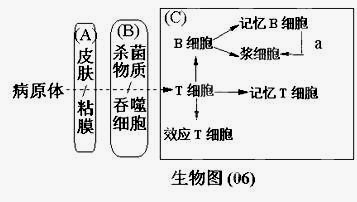 (A)
皮肤/粘膜
(B)
杀菌物质/吞噬细胞
(C)
记忆B细胞
B细胞
浆细胞
a
病原体
T细胞
记忆T细胞
效应T细胞
生物图(06)